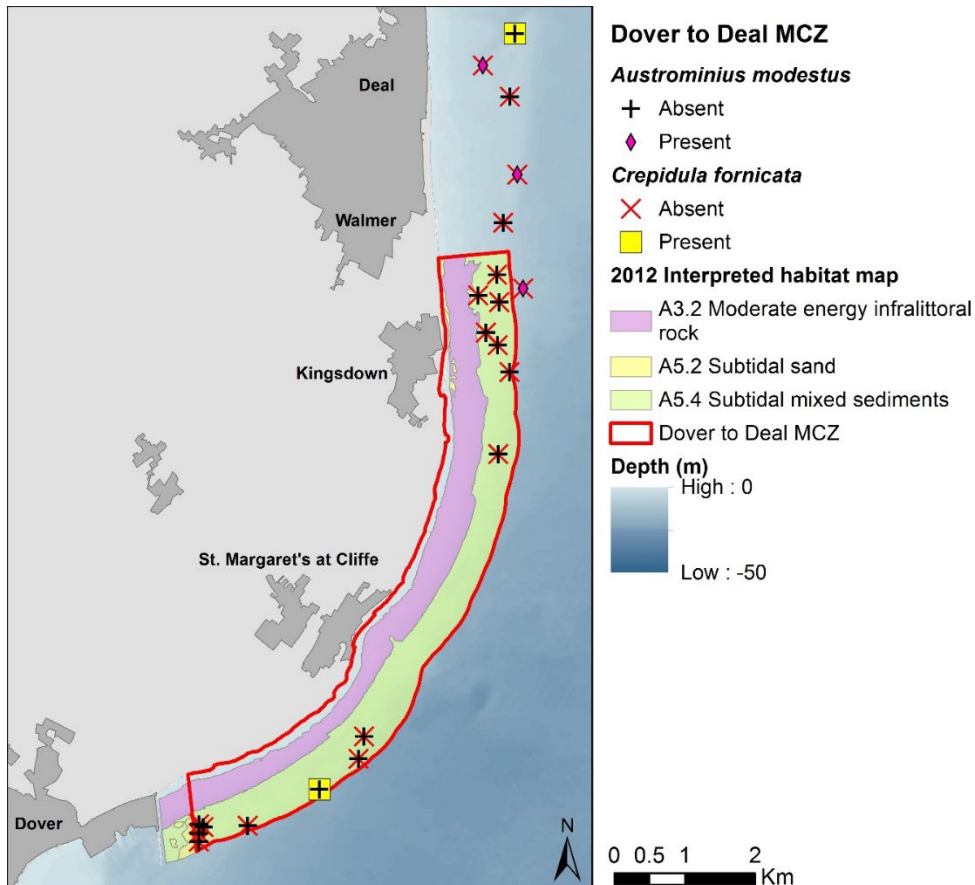 Deal
Walmer
Kingsdown
St. Margaret's at Cliffe
Dover
N
Dover to Deal MCZ
Austrominius modestus
Absent
Present
Crepidula fornicata
Absent
Present
2012 Interpreted habitat map
A3.2 Moderate energy infralittoral
rock
A5.2 Subtidal sand
A5.4 Subtidal mixed sediments
Dover to Deal MCZ
Depth (m)
High : 0
Low : -50
0 0.5 1 2
Km